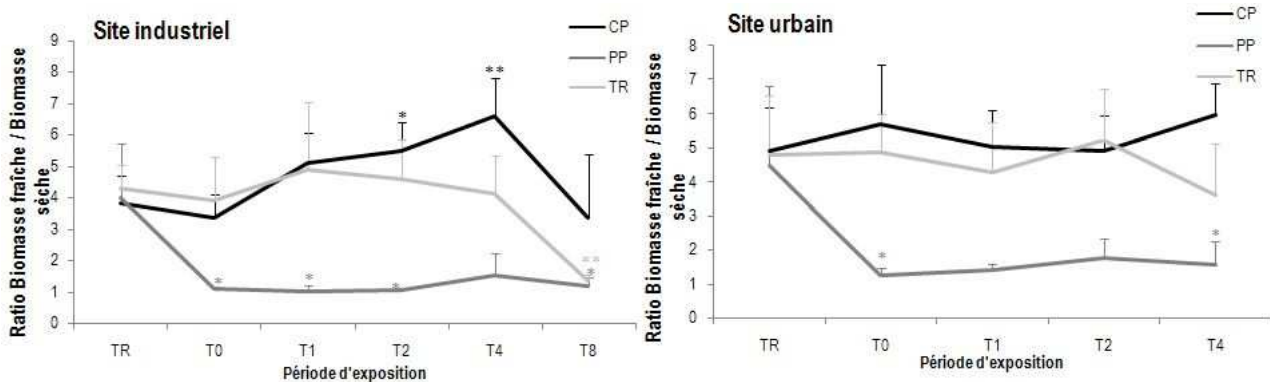 Site industriel
CP
PP
TR
Ratio Biomasse fraîche / Biomasse
sèche
9
8
7
6
5
4
3
2
1
0
**
*
*
*
*
**
*
TR
T0
T1
T2
T4
T8
Période d'exposition
Site urbain
CP
PP
TR
Ratio Biomasse fraîche / Biomasse
sèche
8
7
6
5
4
3
2
1
0
*
*
TR
T0
T1
T2
T4
Période d'exposition